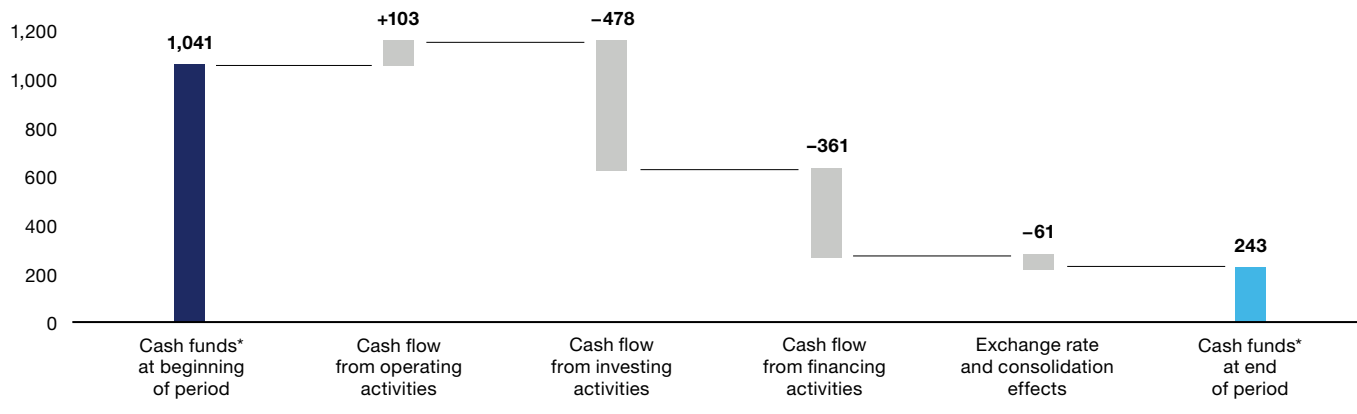 1,200
1,000
800
600
400
200
0
1,041
+103
−478
−361
−61
243
Cash funds*
at beginning
of period
Cash flow
from operating
activities
Cash flow
from investing
activities
Cash flow
from financing
activities
Exchange rate
and consolidation
effects
Cash funds*
at end
of period